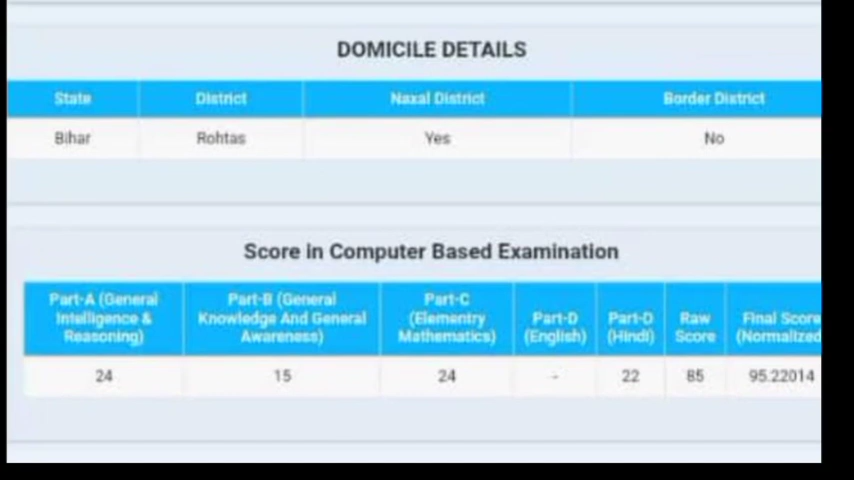 DOMICILE DETAILS
State District Naxal District Border District
Bihar Rohtas Yes No
Score in Computer Based Examination
Part-A (General Intelligence & Reasoning) Part-B (General Knowledge And General Awareness) Part-C (Elementry Mathematics) Part-D (English) Part-D (Hindi) Raw Score Final Score (Normalized
24 15 24 - 22 85 95.22014